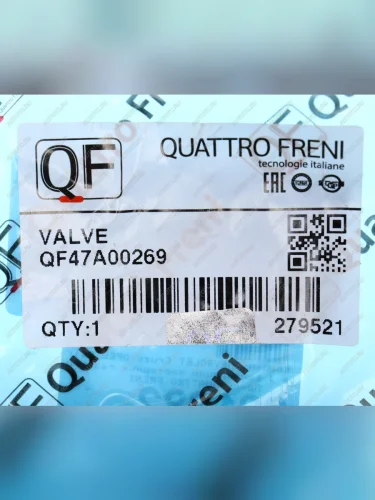 QF
QUATTRO FRENI
tecnologie italiane
EAC
VALVE
QF47A00269
QTY:1
279521
Quattro Freni